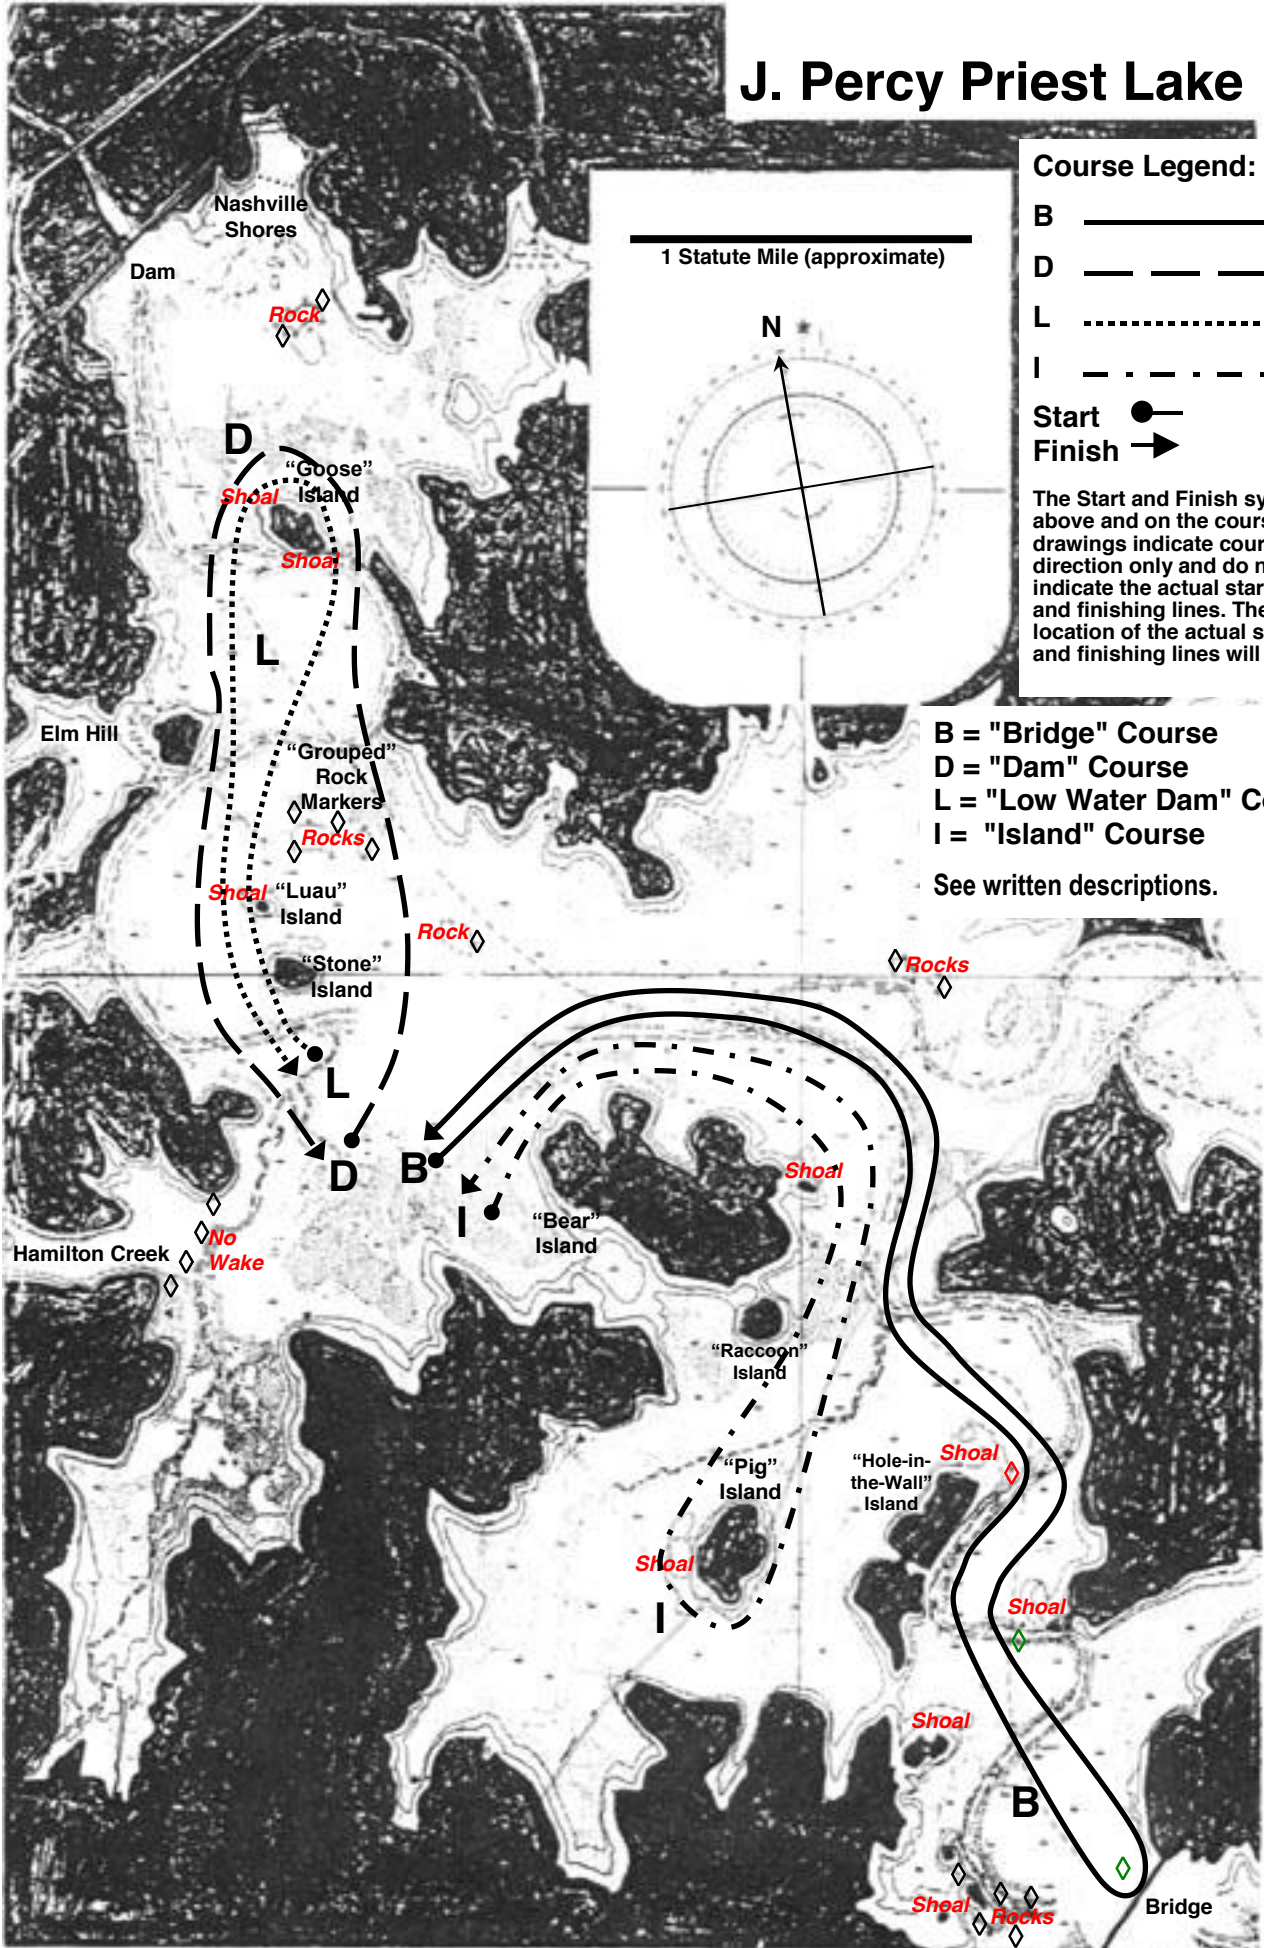 J. Percy Priest Lake
Course Legend:
B
D
L
I
Start
Finish
The Start and Finish sy
above and on the cours
drawings indicate cour
direction only and do n
indicate the actual star
and finishing lines. The
location of the actual s
and finishing lines will
1 Statute Mile (approximate)
N
B = "Bridge" Course
D = "Dam" Course
L = "Low Water Dam" C
I = "Island" Course
See written descriptions.
Nashville
Shores
Dam
Rock
D
“Goose”
Island
Shoal
Shoal
L
Elm Hill
“Grouped”
Rock
Markers
Rocks
Shoal
“Luau”
Island
Rock
“Stone”
Island
Rocks
L
D
B
I
Shoal
“Bear”
Island
No
Wake
Hamilton Creek
“Raccoon”
Island
“Pig”
Island
Shoal
I
“Hole-in-
the-Wall”
Island
Shoal
Shoal
Shoal
B
Shoal
Rocks
Bridge